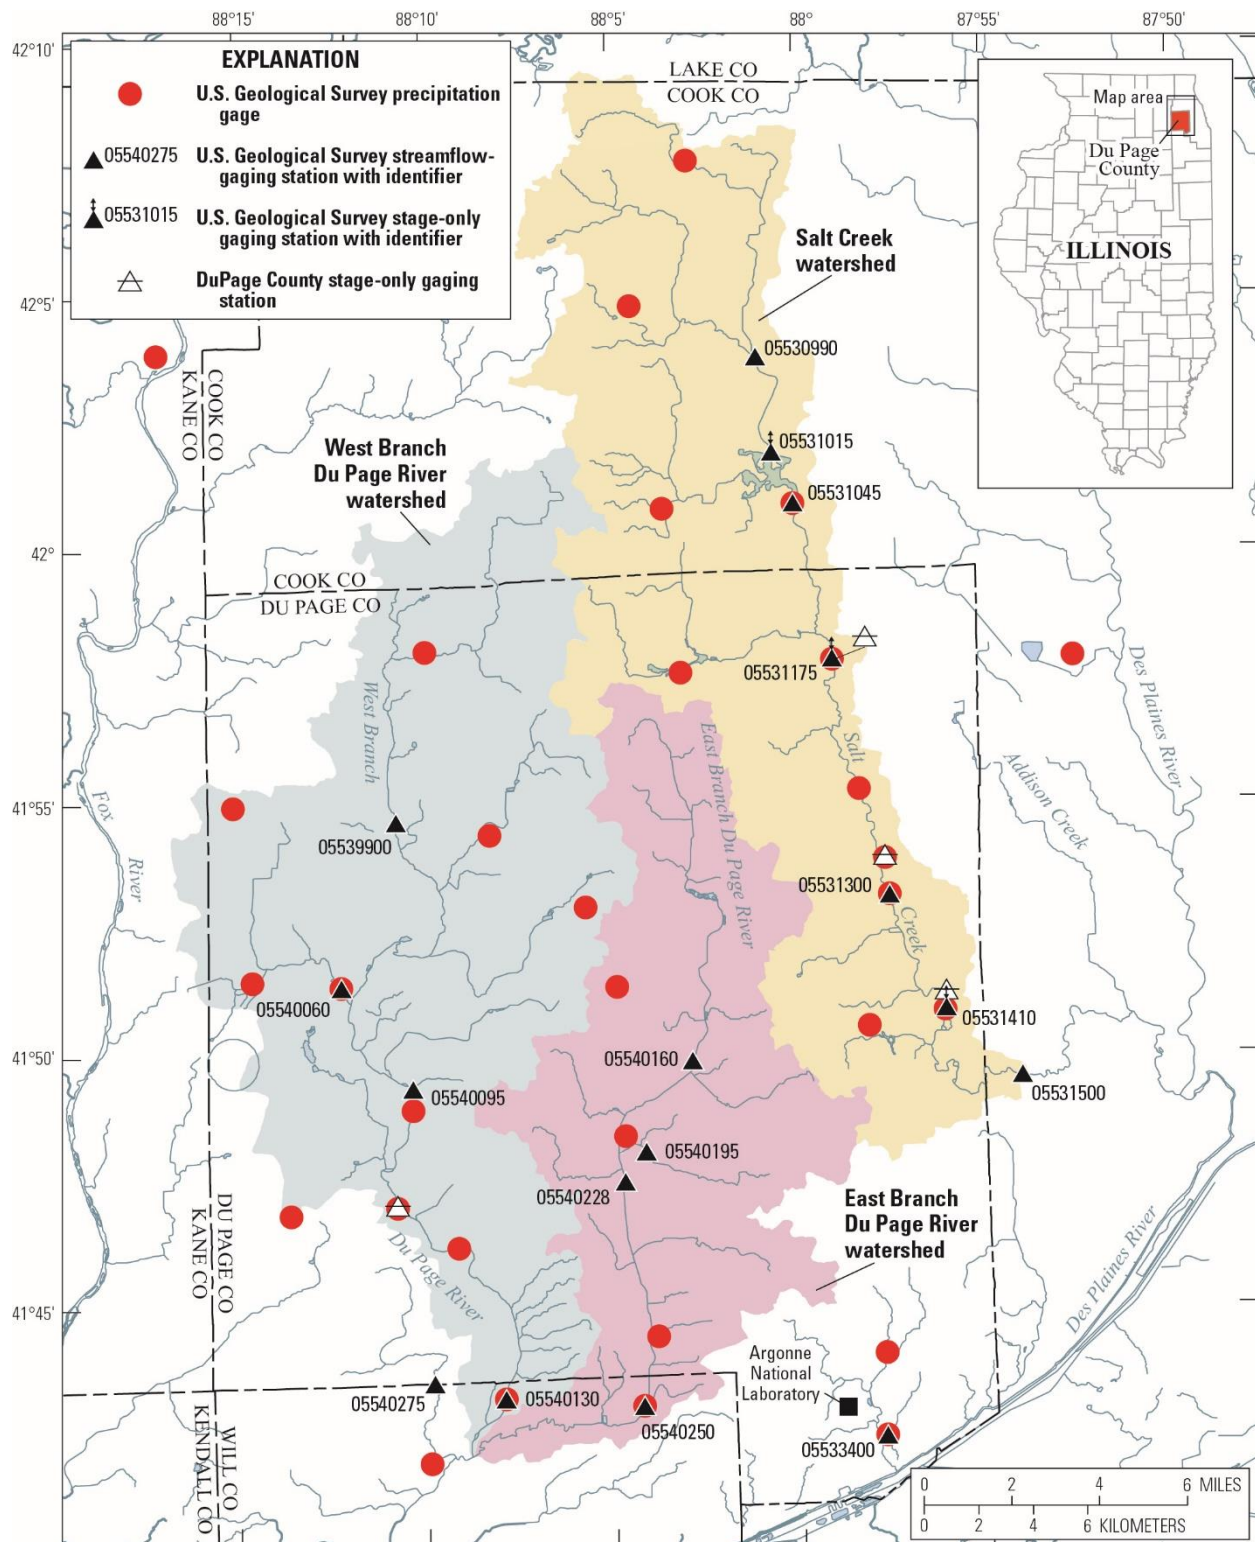 88°15'
88°10'
88°5'
88°
87°55'
87°50'
42°10'
42°5'
42°
41°55'
41°50'
41°45'
EXPLANATION
U.S. Geological Survey precipitation
gage
05540275
U.S. Geological Survey streamflow-
gaging station with identifier
05531015
U.S. Geological Survey stage-only
gaging station with identifier
DuPage County stage-only gaging
station
LAKE CO
COOK CO
Map area
Du Page
County
ILLINOIS
Salt Creek
watershed
05530990
COOK CO
KANE CO
West Branch
Du Page River
watershed
05531015
05531045
COOK CO
DU PAGE CO
05531175
West Branch
East Branch Du Page River
Salt
Creek
Des Plaines River
Addison Creek
Fox
River
05539900
05531300
05540060
05531410
05540160
05531500
05540095
05540195
05540228
East Branch
Du Page River
watershed
DU PAGE CO
KANE CO
Du Page River
Des Plaines River
Argonne
National
Laboratory
05540275
05540130
05540250
05533400
WILL CO
KENDALL CO
0 2 4 6 MILES
0 2 4 6 KILOMETERS